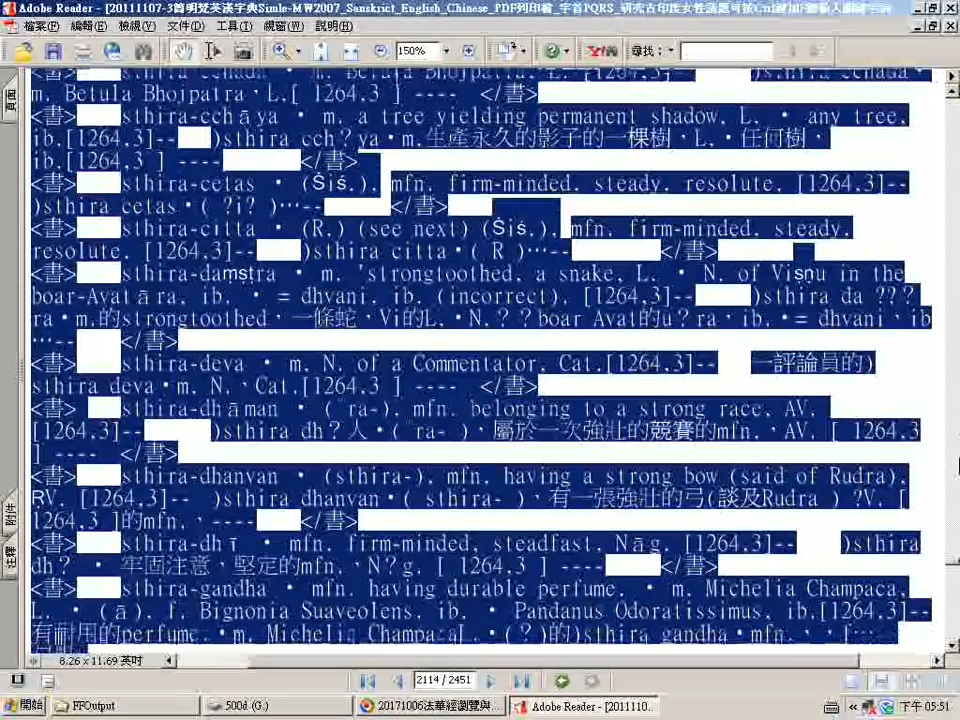 Adobe Reader - [20111107-3簡明梵英漢字典Simle-MW2007_Sanskrit_English_Chinese_PDF列印檔_字首PQRS_研究古印度女性議題可按Ctrl
檔案(F) 編輯(E) 檢視(V) 文件(D) 工具(T) 視窗(W) 說明(H)
150% Y!MAIL 尋找:
頁面
附件
注釋
m. Betula Bhojpatra,L.[ 1264,3 ] ---- </書>
<書> sthira-cchāya · m. a tree yielding permanent shadow, L. · any tree,
ib.[1264,3]-- )sthira cch?ya·m.生產永久的影子的一棵樹,L.·任何樹,
ib.[1264,3 ] ---- </書>
<書> sthira-cetas · (Śiś.), mfn. firm-minded, steady, resolute, [1264,3]--
)sthira cetas·( ?i? )…-- </書>
<書> sthira-citta · (R.) (see next) (Śiś.), mfn. firm-minded, steady,
resolute, [1264,3]-- )sthira citta·( R )…-- </書>
<書> sthira-daṃṣṭra · m. 'strongtoothed, a snake, L. · N. of Viṣṇu in the
boar-Avatāra, ib. · = dhvani, ib. (incorrect), [1264,3]-- )sthira da ???
ra·m.的strongtoothed,一條蛇,Vi的L.·N.??boar Avat的u?ra,ib.·= dhvani,ib
…-- </書>
<書> sthira-deva · m. N. of a Commentator, Cat.[1264,3]-- 一評論員的)
sthira deva·m. N.,Cat.[1264,3 ] ---- </書>
<書> sthira-dhāman · ( ra-), mfn. belonging to a strong race, AV.
[1264,3]-- )sthira dh?人·( ra- ),屬於一次強壯的競賽的mfn.,AV. [ 1264,3
] ---- </書>
<書> sthira-dhanvan · (sthira-), mfn. having a strong bow (said of Rudra),
RV. [1264,3]-- )sthira dhanvan·( sthira- ),有一張強壯的弓(談及Rudra ) ?V. [
1264,3 ]的mfn.,---- </書>
<書> sthira-dhī · mfn. firm-minded, steadfast, Nāg. [1264,3]-- )sthira
dh? · 牢固注意,堅定的mfn.,N?g. [ 1264,3 ] ---- </書>
<書> sthira-gandha · mfn. having durable perfume, · m. Michelia Champaca,
L. · (ā), f. Bignonia Suaveolens, ib. · Pandanus Odoratissimus, ib.[1264,3]--
有耐用的perfume,·m. Michelia ChampacaL.·(?)的)sthira gandha·mfn.,f
8.26 x 11.69 英吋
2114 / 2451
開始 FFOutput 500d (G:) 20171006法華經瀏覽與... Adobe Reader - [2011110... 下午 05:51